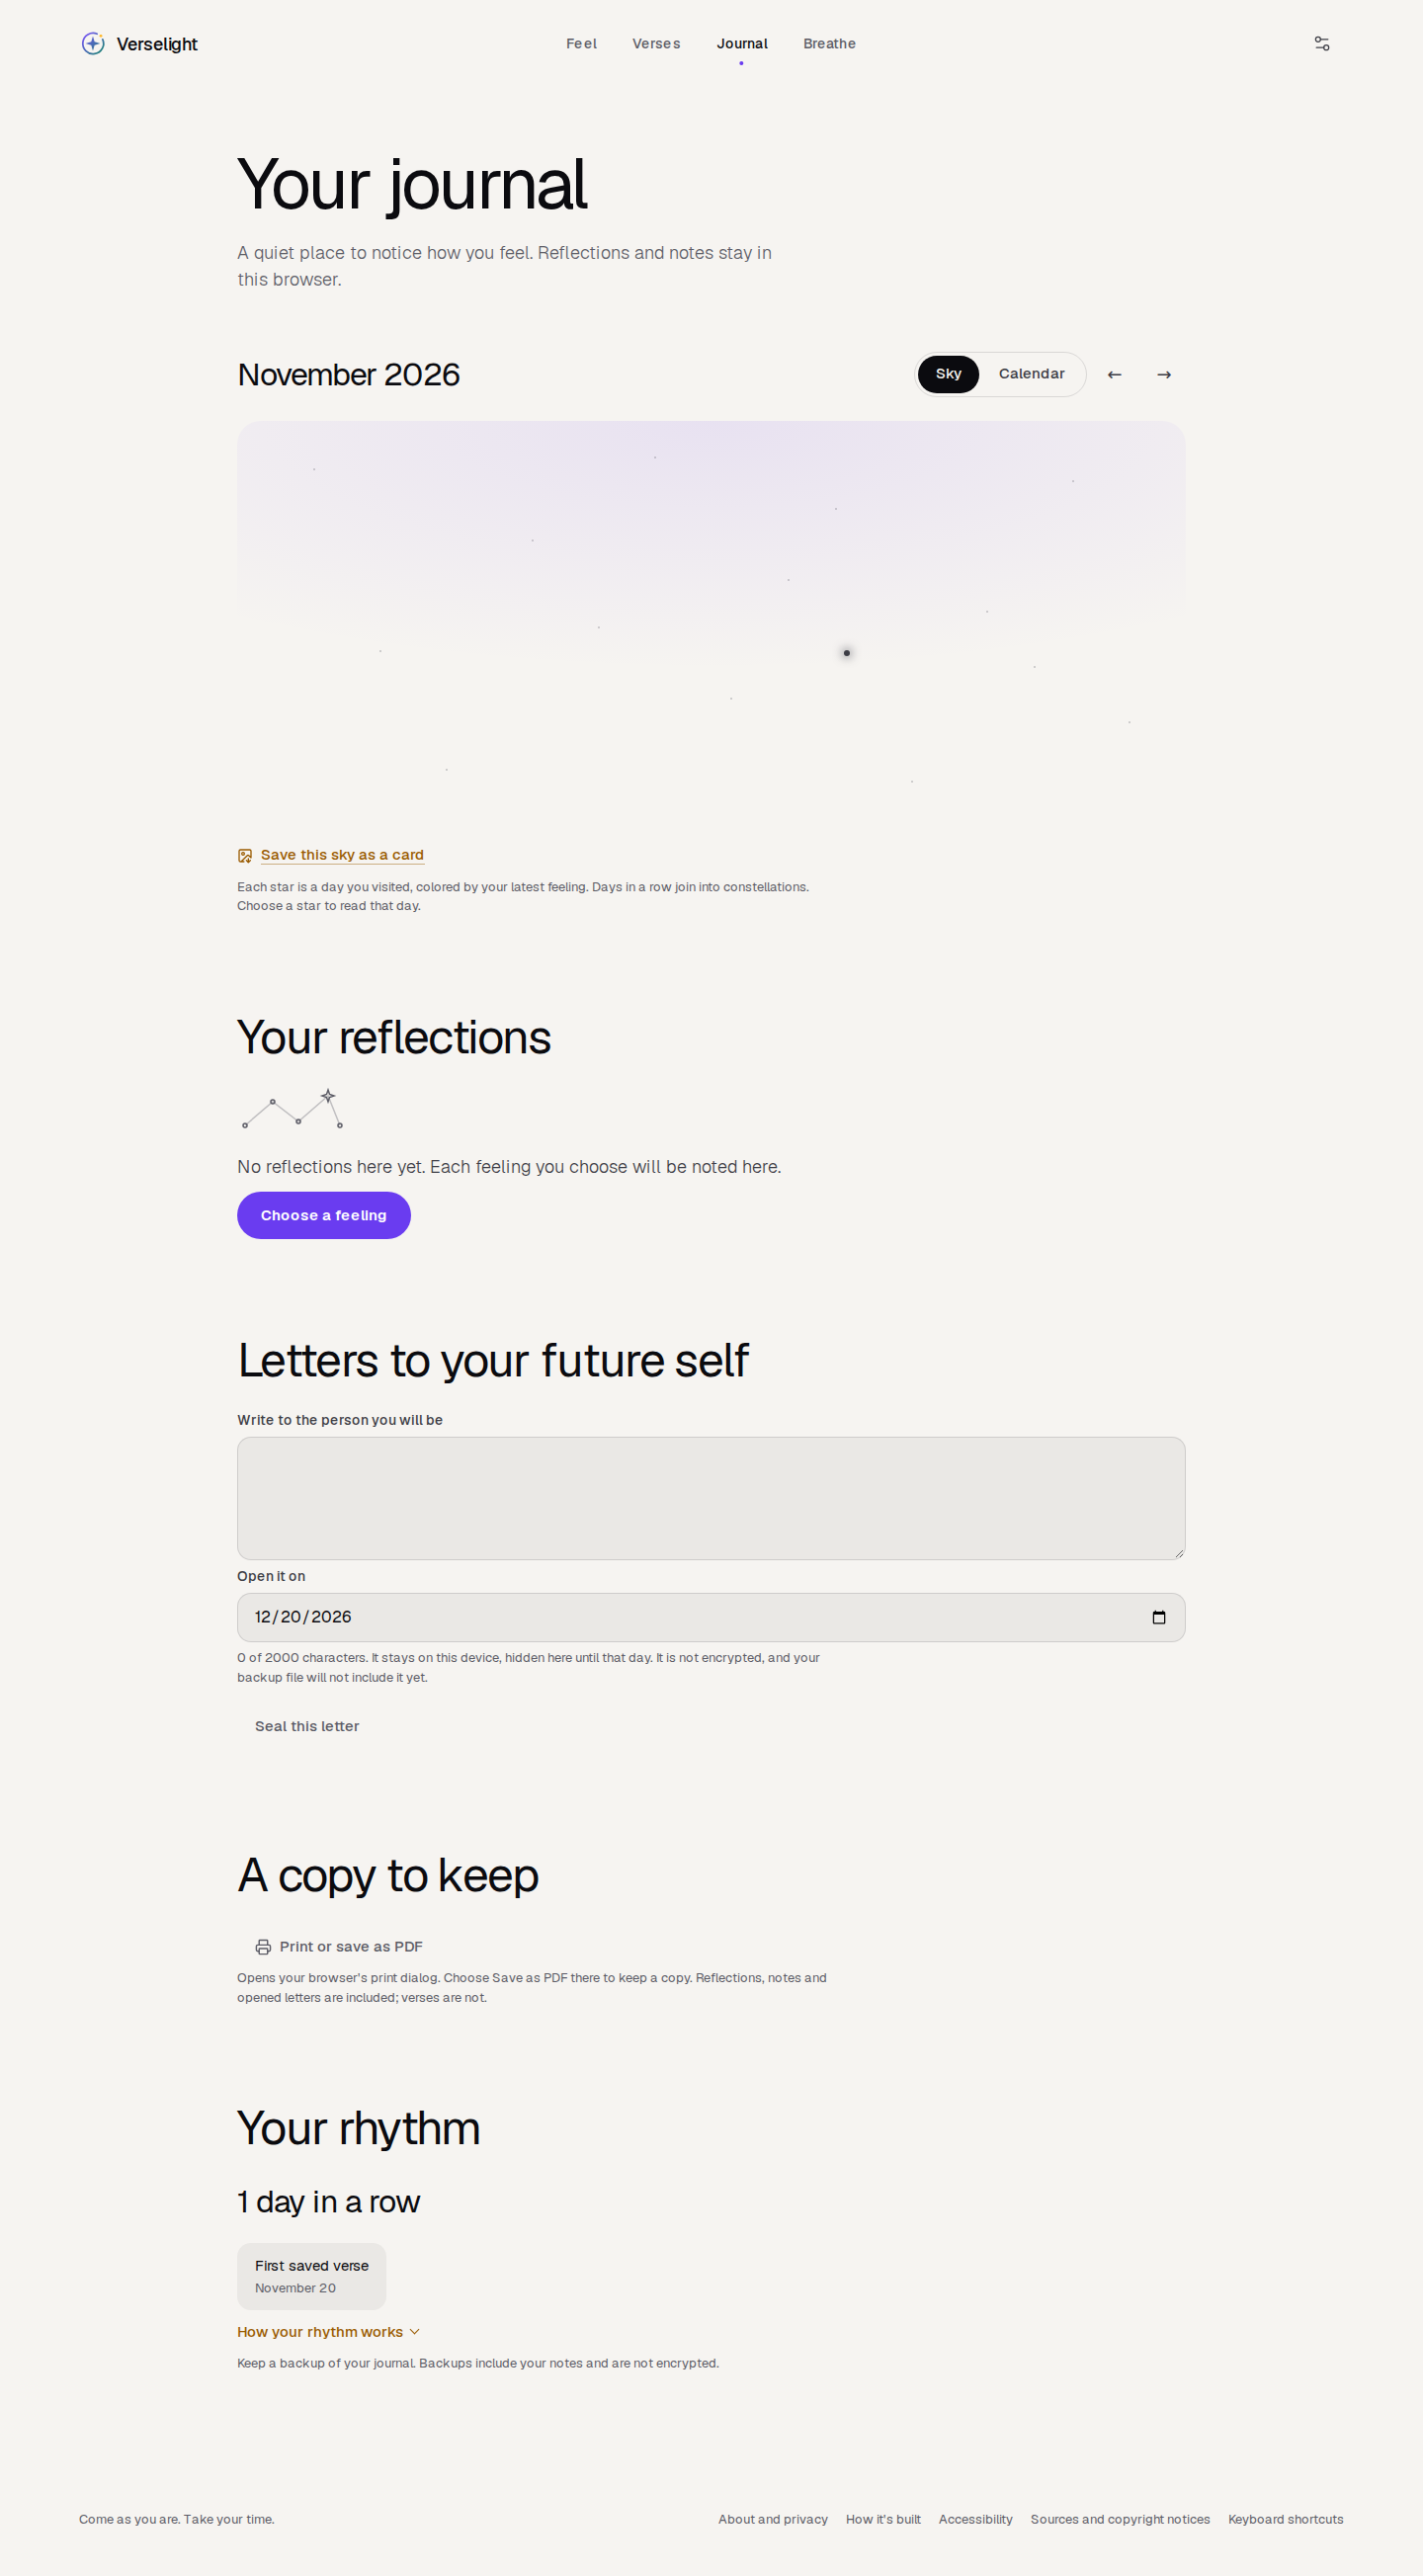 Verselight
Feel
Verses
Journal
Breathe
Your journal
A quiet place to notice how you feel. Reflections and notes stay in
this browser.
November 2026
Sky
Calendar
←
→
Save this sky as a card
Each star is a day you visited, colored by your latest feeling. Days in a row join into constellations.
Choose a star to read that day.
Your reflections
No reflections here yet. Each feeling you choose will be noted here.
Choose a feeling
Letters to your future self
Write to the person you will be
Open it on
12/20/2026
0 of 2000 characters. It stays on this device, hidden here until that day. It is not encrypted, and your
backup file will not include it yet.
Seal this letter
A copy to keep
Print or save as PDF
Opens your browser's print dialog. Choose Save as PDF there to keep a copy. Reflections, notes and
opened letters are included; verses are not.
Your rhythm
1 day in a row
First saved verse
November 20
How your rhythm works
Keep a backup of your journal. Backups include your notes and are not encrypted.
Come as you are. Take your time.
About and privacy
How it's built
Accessibility
Sources and copyright notices
Keyboard shortcuts